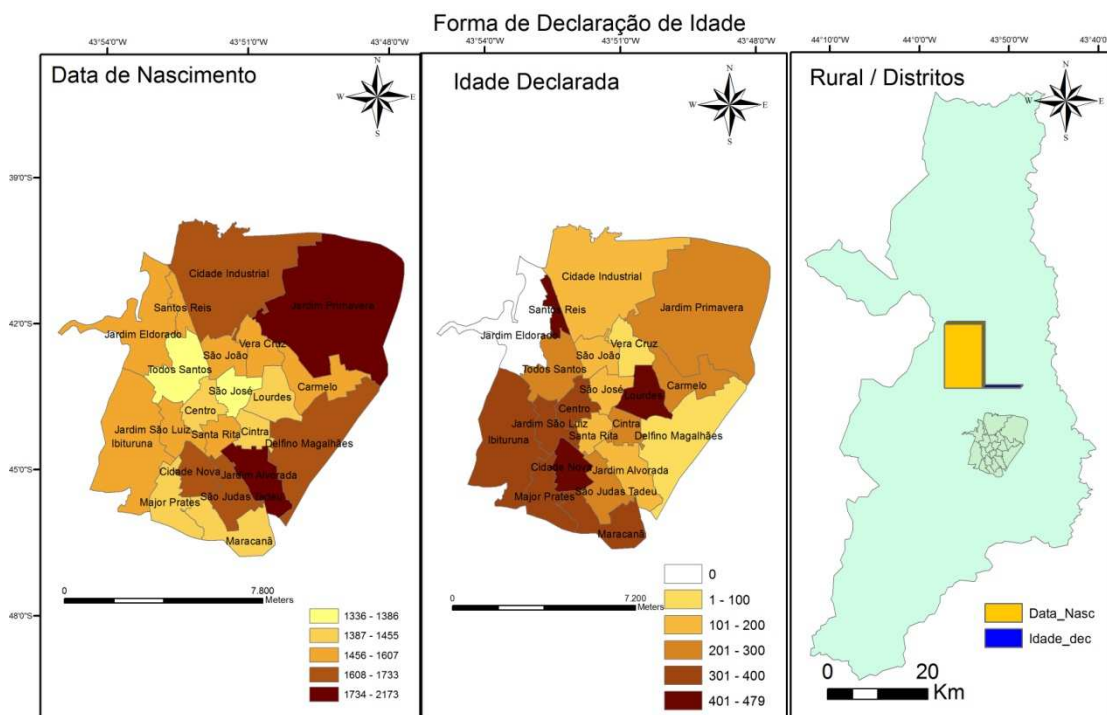 Forma de Declaração de Idade
43°54'0"W 43°51'0"W 43°48'0"W
43°54'0"W 43°51'0"W 43°48'0"W
44°10'0"W 44°0'0"W 43°50'0"W 43°40'0"W
Data de Nascimento
N
W E
S
39°0'0"S
42°0'0"S
45°0'0"S
48°0'0"S
Cidade Industrial
Jardim Primavera
Santos Reis
Jardim Eldorado
Vera Cruz
São João
Todos Santos
São José
Carmelo
Lourdes
Centro
Jardim São Luiz
Santa Rita
Cintra
Ibituruna
Delfino Magalhães
Cidade Nova
Jardim Alvorada
São Judas Tadeu
Major Prates
Maracanã
0 7.800
Meters
1336 - 1386
1387 - 1455
1456 - 1607
1608 - 1733
1734 - 2173
Idade Declarada
N
W E
S
Cidade Industrial
Santos Reis
Jardim Primavera
Jardim Eldorado
Vera Cruz
São João
Todos Santos
São José
Carmelo
Lourdes
Centro
Jardim São Luiz
Cintra
Santa Rita
Ibituruna
Delfino Magalhães
Cidade Nova
Jardim Alvorada
São Judas Tadeu
Major Prates
Maracanã
0 7.200
Meters
0
1 - 100
101 - 200
201 - 300
301 - 400
401 - 479
Rural / Distritos
N
W E
S
Data_Nasc
Idade_dec
0 20
Km